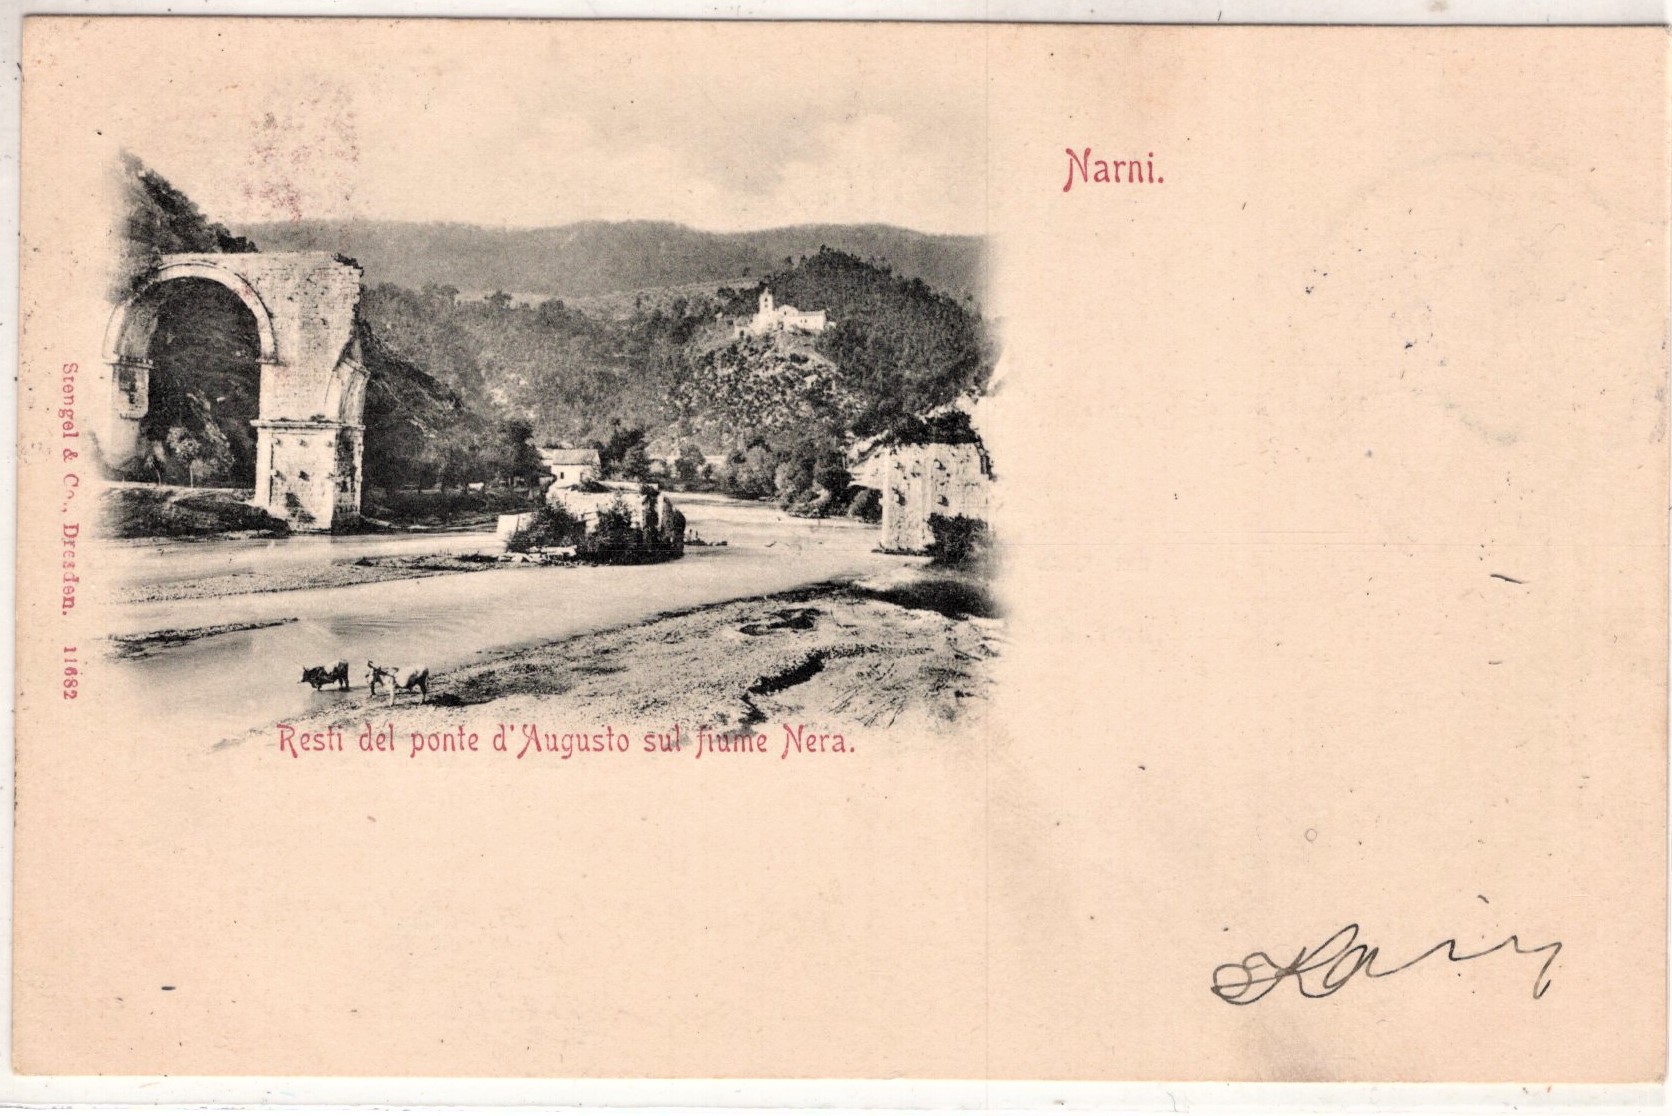 Narni.
Stengel & Co., Dresden. 11682
Resti del ponte d'Augusto sul fiume Nera.